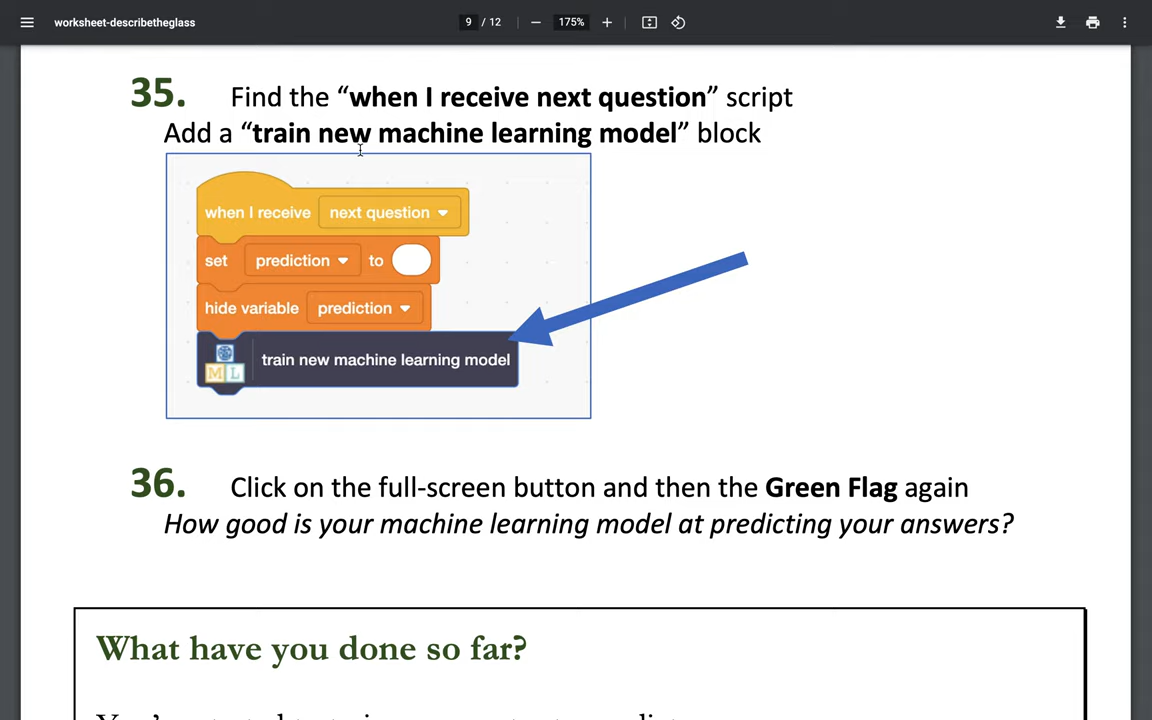 worksheet-describetheglass
9 / 12
175%
35. Find the “when I receive next question” script
Add a “train new machine learning model” block
when I receive next question
set prediction to
hide variable prediction
ML train new machine learning model
36. Click on the full-screen button and then the Green Flag again
How good is your machine learning model at predicting your answers?
What have you done so far?